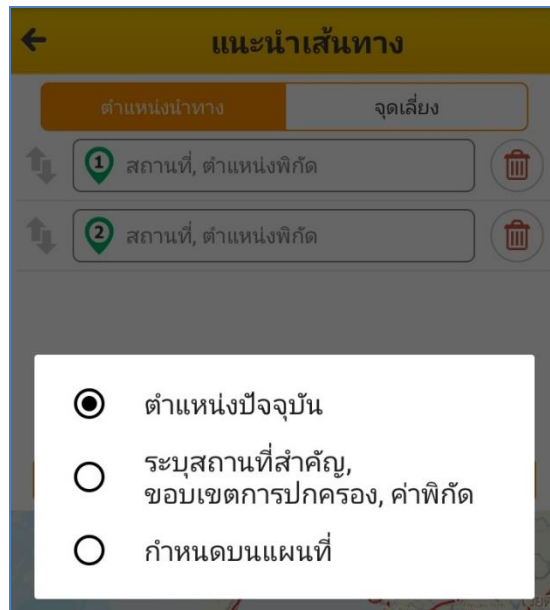 แนะนำเส้นทาง
ตำแหน่งนำทาง จุดเลี่ยง
1 สถานที่, ตำแหน่งพิกัด
2 สถานที่, ตำแหน่งพิกัด
ตำแหน่งปัจจุบัน
ระบุสถานที่สำคัญ,
ขอบเขตการปกครอง, ค่าพิกัด
กำหนดบนแผนที่